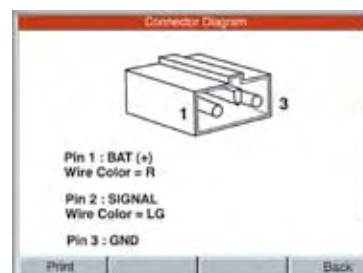 Connector Diagram
1
3
Pin 1 : BAT (+)
Wire Color = R
Pin 2 : SIGNAL
Wire Color = LG
Pin 3 : GND
Print
Back